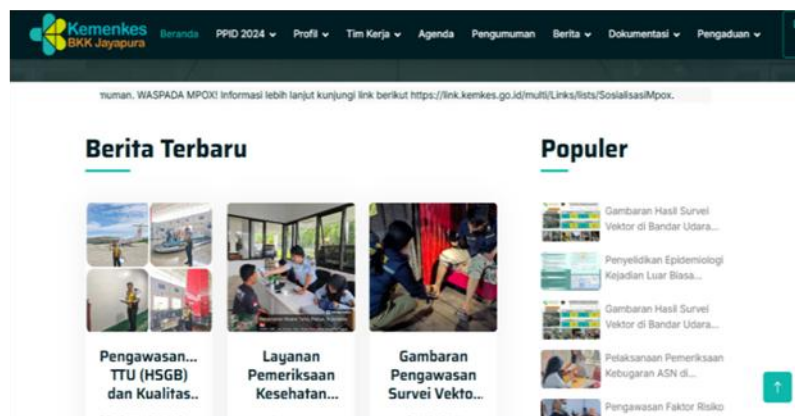 Kemenkes
BKK Jayapura
Beranda PPID 2024 Profil Tim Kerja Agenda Pengumuman Berita Dokumentasi Pengaduan
muman. WASPADA MPOX! Informasi lebih lanjut kunjungi link berikut https://link.kemkes.go.id/multi/Links/lists/SosialisasiMpox.
Berita Terbaru
Pengawasan...
TTU (HSGB)
dan Kualitas..
Layanan
Pemeriksaan
Kesehatan...
Gambaran
Pengawasan
Survei Vekto...
Populer
Gambaran Hasil Survei
Vektor di Bandar Udara...
Penyelidikan Epidemiologi
Kejadian Luar Biasa...
Gambaran Hasil Survei
Vektor di Bandar Udara...
Pelaksanaan Pemeriksaan
Kebugaran ASN di...
Pengawasan Faktor Risiko